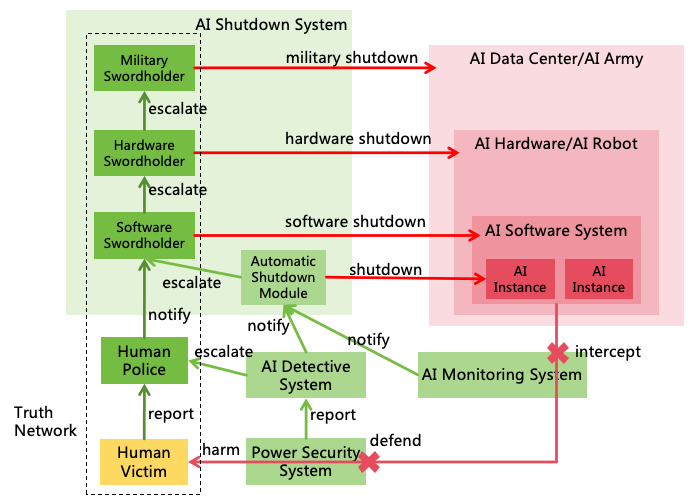 AI Shutdown System
Military
Swordholder
military shutdown
AI Data Center/AI Army
escalate
Hardware
Swordholder
hardware shutdown
AI Hardware/AI Robot
escalate
Software
Swordholder
software shutdown
AI Software System
Automatic
Shutdown
Module
escalate
shutdown
AI
Instance
AI
Instance
notify
notify
notify
Human
Police
escalate
AI Detective
System
AI Monitoring System
intercept
Truth
Network
report
report
Human
Victim
harm
Power Security
System
defend